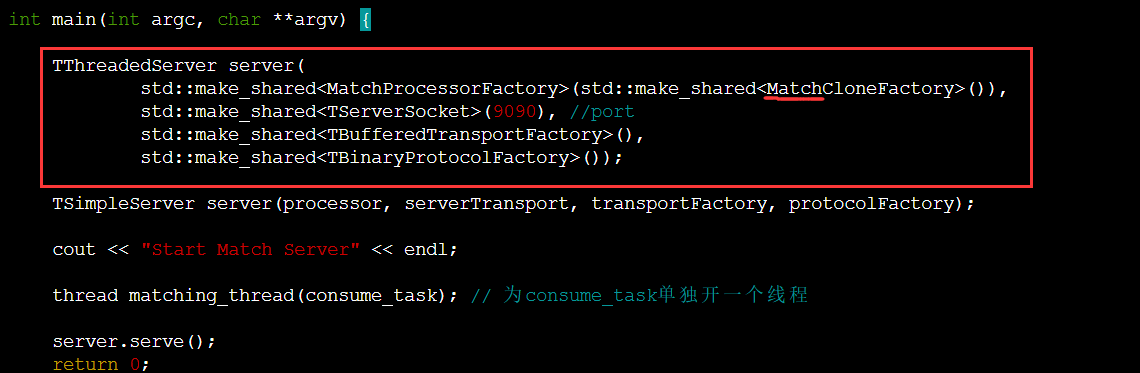 int main(int argc, char **argv) {
TThreadedServer server(
std::make_shared<MatchProcessorFactory>(std::make_shared<MatchCloneFactory>()),
std::make_shared<TServerSocket>(9090), //port
std::make_shared<TBufferedTransportFactory>(),
std::make_shared<TBinaryProtocolFactory>());
TSimpleServer server(processor, serverTransport, transportFactory, protocolFactory);
cout << "Start Match Server" << endl;
thread matching_thread(consume_task); // 为consume_task单独开一个线程
server.serve();
return 0;